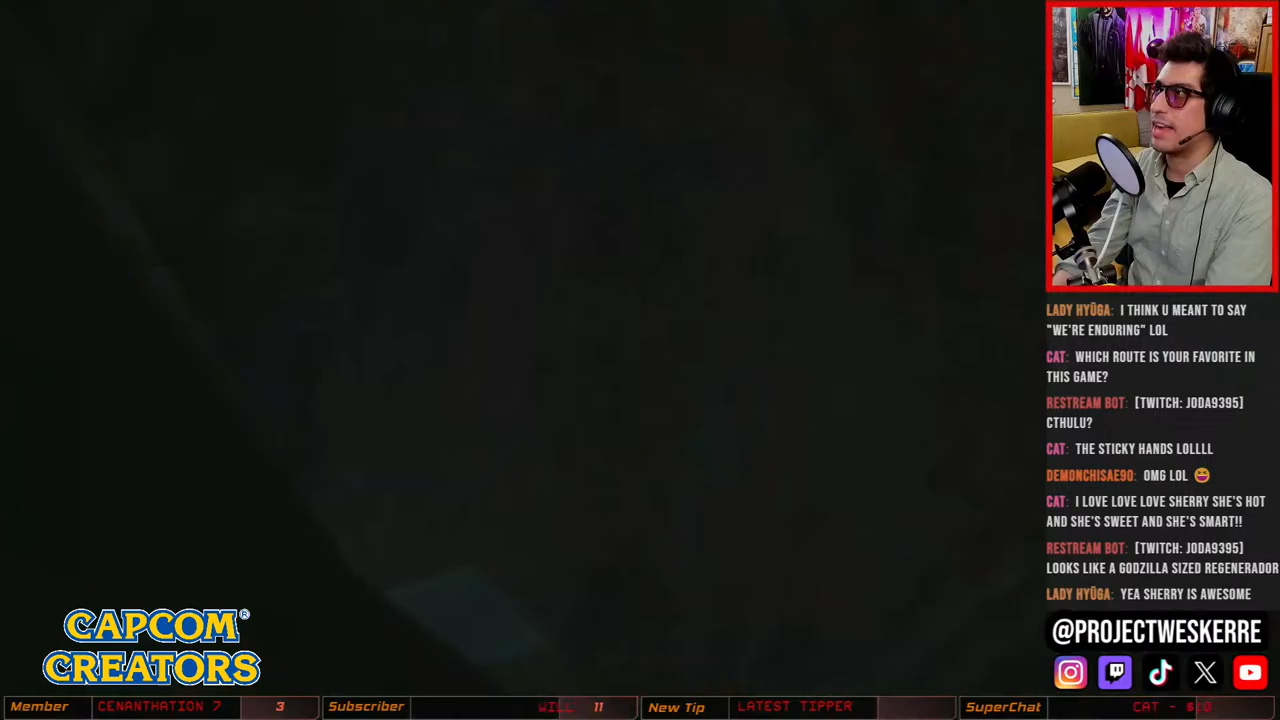 LADY HYŪGA: I THINK U MEANT TO SAY
"WE'RE ENDURING" LOL
CAT: WHICH ROUTE IS YOUR FAVORITE IN
THIS GAME?
RESTREAM BOT: [TWITCH: JODA9395]
CTHULU?
CAT: THE STICKY HANDS LOLLLL
DEMONCHISAE90: OMG LOL 😆
CAT: I LOVE LOVE LOVE SHERRY SHE'S HOT
AND SHE'S SWEET AND SHE'S SMART!!
RESTREAM BOT: [TWITCH: JODA9395]
LOOKS LIKE A GODZILLA SIZED REGENERADOR
LADY HYŪGA: YEA SHERRY IS AWESOME
@PROJECTWESKERRE
CAPCOM®
CREATORS
Member CENANTHATION 7 3 Subscriber WILL 11 New Tip LATEST TIPPER SuperChat CAT -